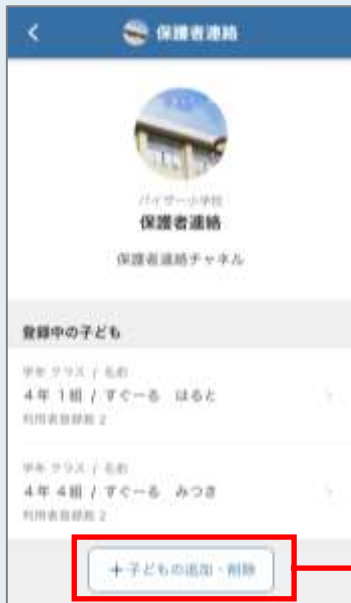 保護者連絡
バイザー小学校
保護者連絡
保護者連絡チャネル
登録中の子ども
学年 クラス / 名前
4年 1組 / すぐーる はると
利用者登録数 2
学年 クラス / 名前
4年 4組 / すぐーる みつき
利用者登録数 2
+子どもの追加・削除